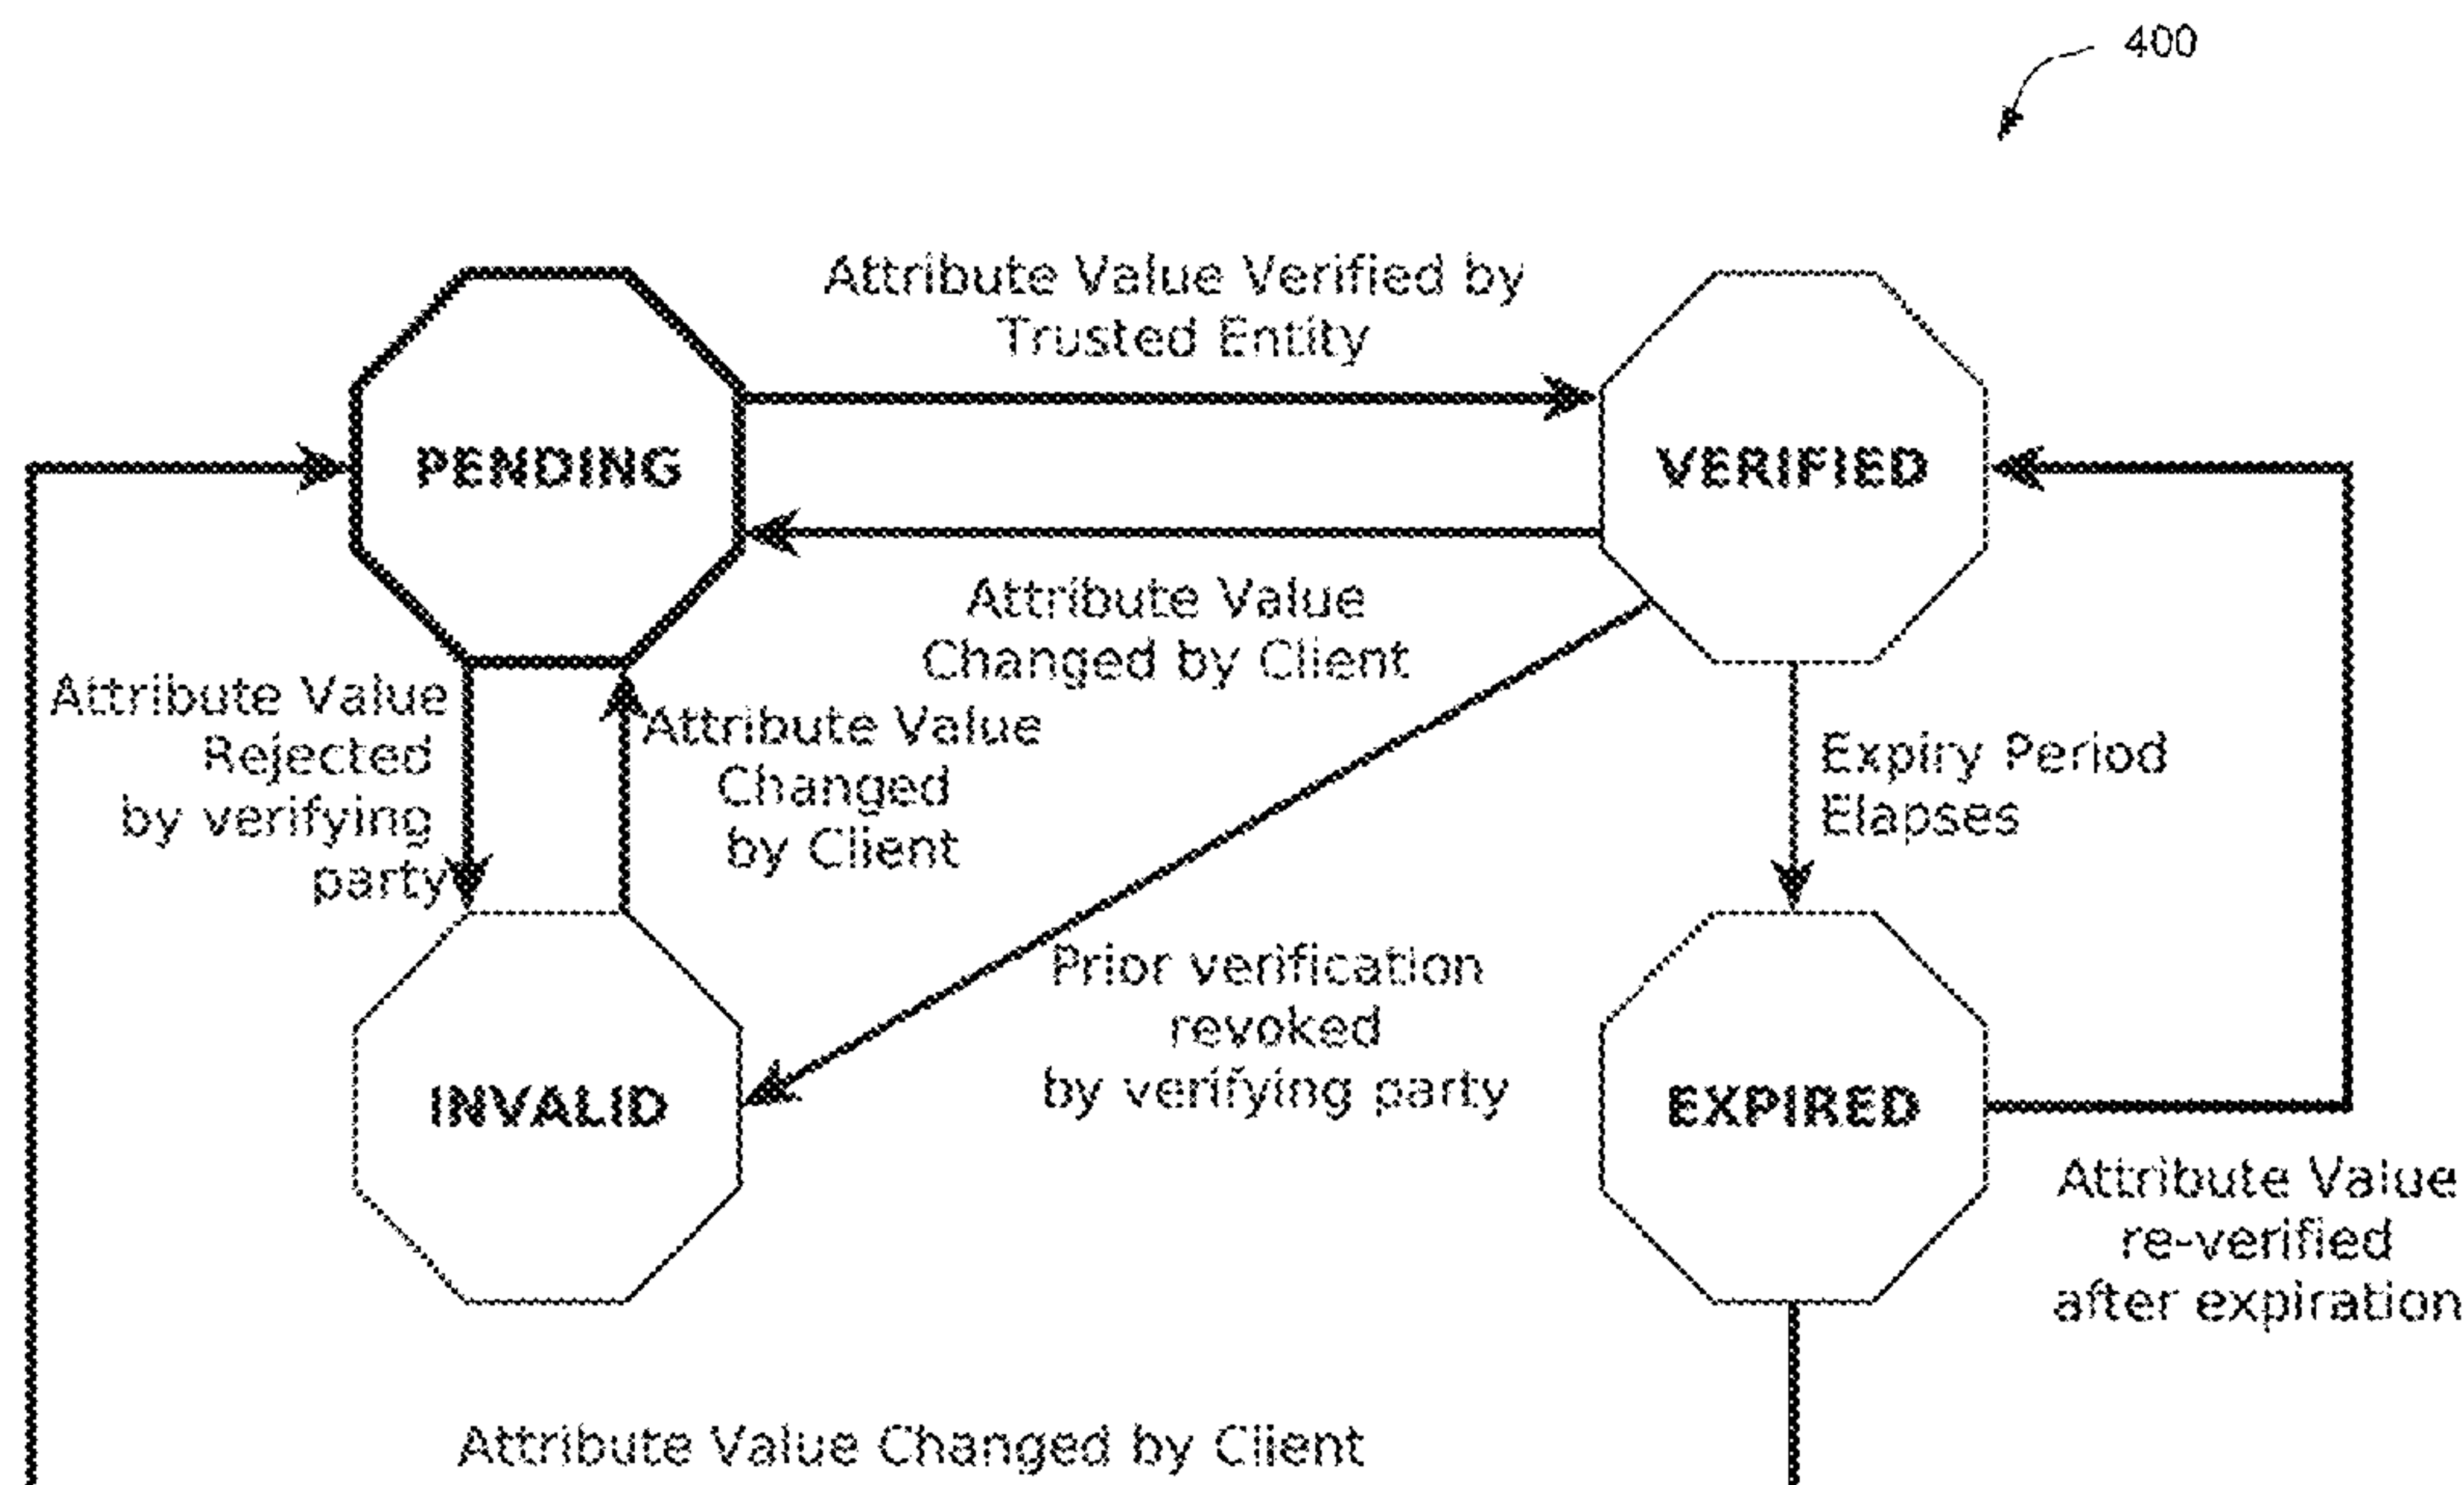 400
Attribute Value Verified by
Trusted Entity
PENDING
VERIFIED
Attribute Value
Changed by Client
Attribute Value
Rejected
by verifying
party
Attribute Value
Changed
by Client
Expiry Period
Elapses
Prior verification
revoked
by verifying party
INVALID
EXPIRED
Attribute Value
re-verified
after expiration
Attribute Value Changed by Client